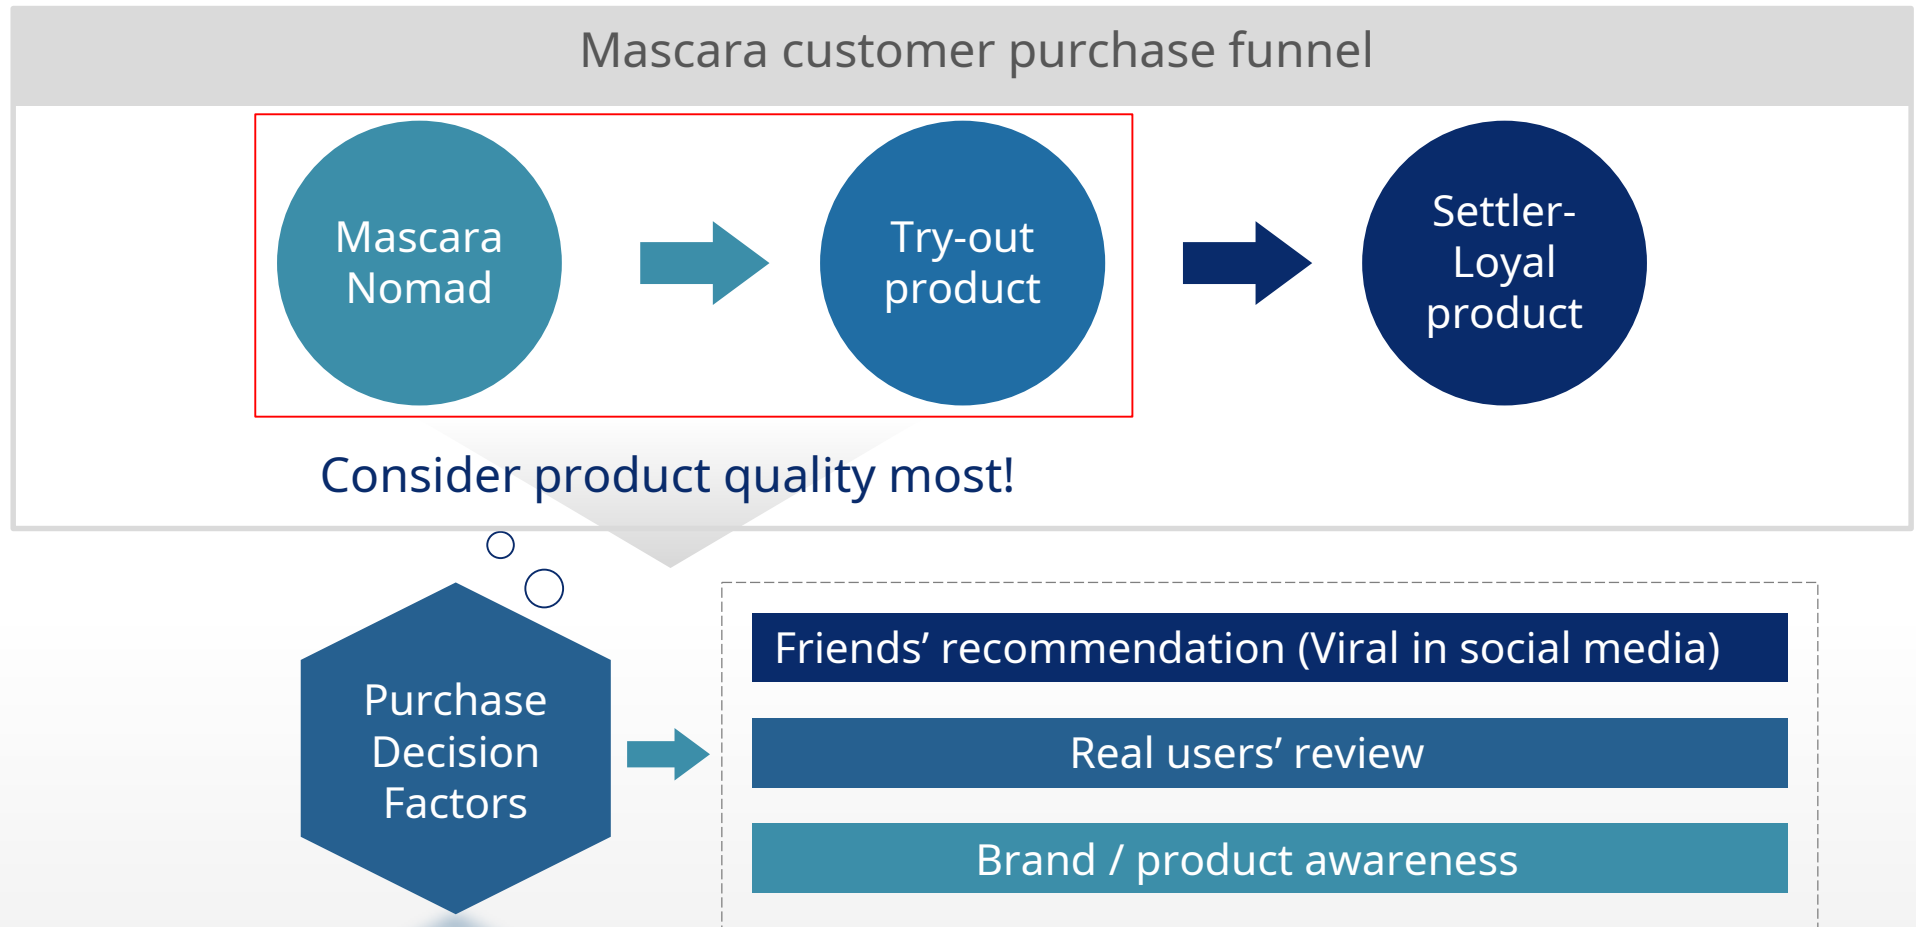 Mascara customer purchase funnel
Mascara
Nomad
Try-out
product
Settler-
Loyal
product
Consider product quality most!
Purchase
Decision
Factors
Friends’ recommendation (Viral in social media)
Real users’ review
Brand / product awareness